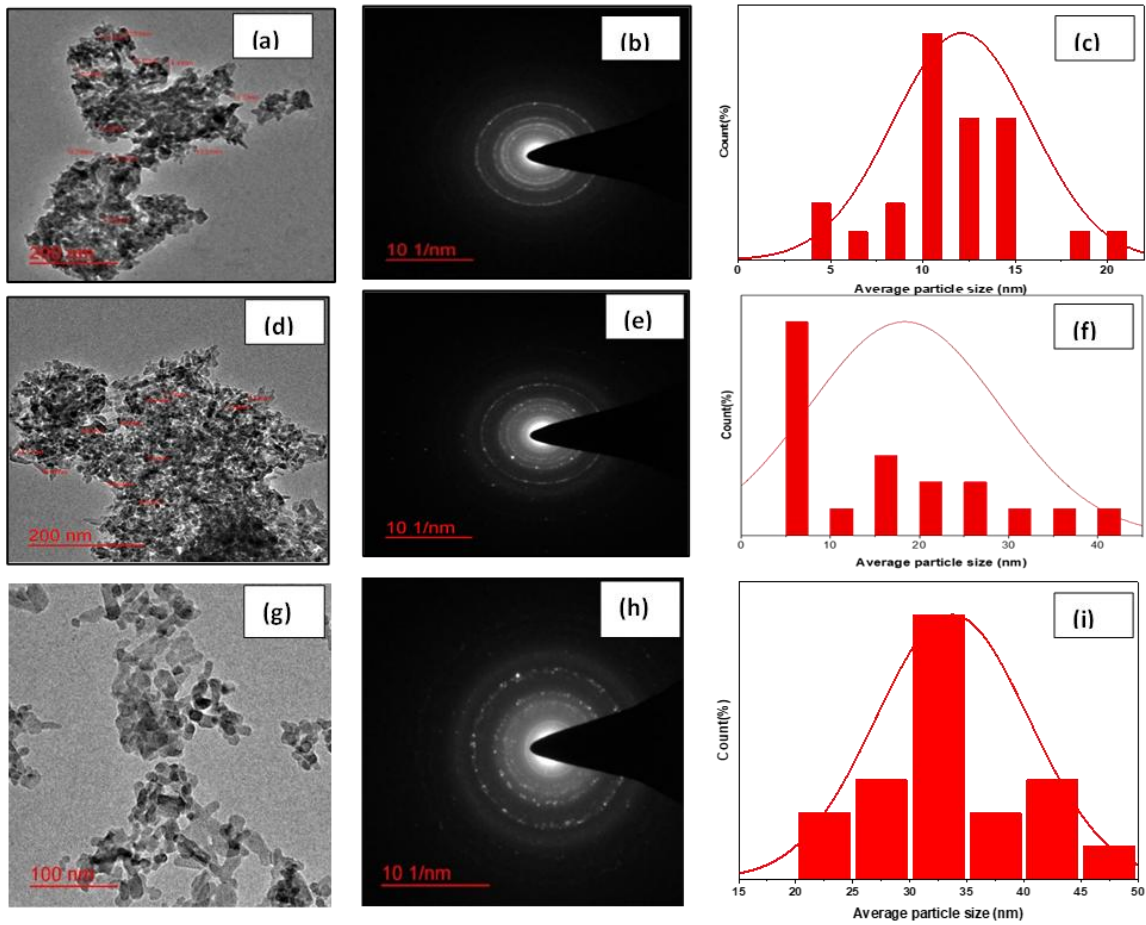 (a)
200 nm
(b)
10 1/nm
(c)
Count(%)
0 5 10 15 20
Average particle size (nm)
(d)
200 nm
(e)
10 1/nm
(f)
Count(%)
0 10 20 30 40
Average particle size (nm)
(g)
100 nm
(h)
10 1/nm
(i)
Count(%)
15 20 25 30 35 40 45 50
Average particle size (nm)